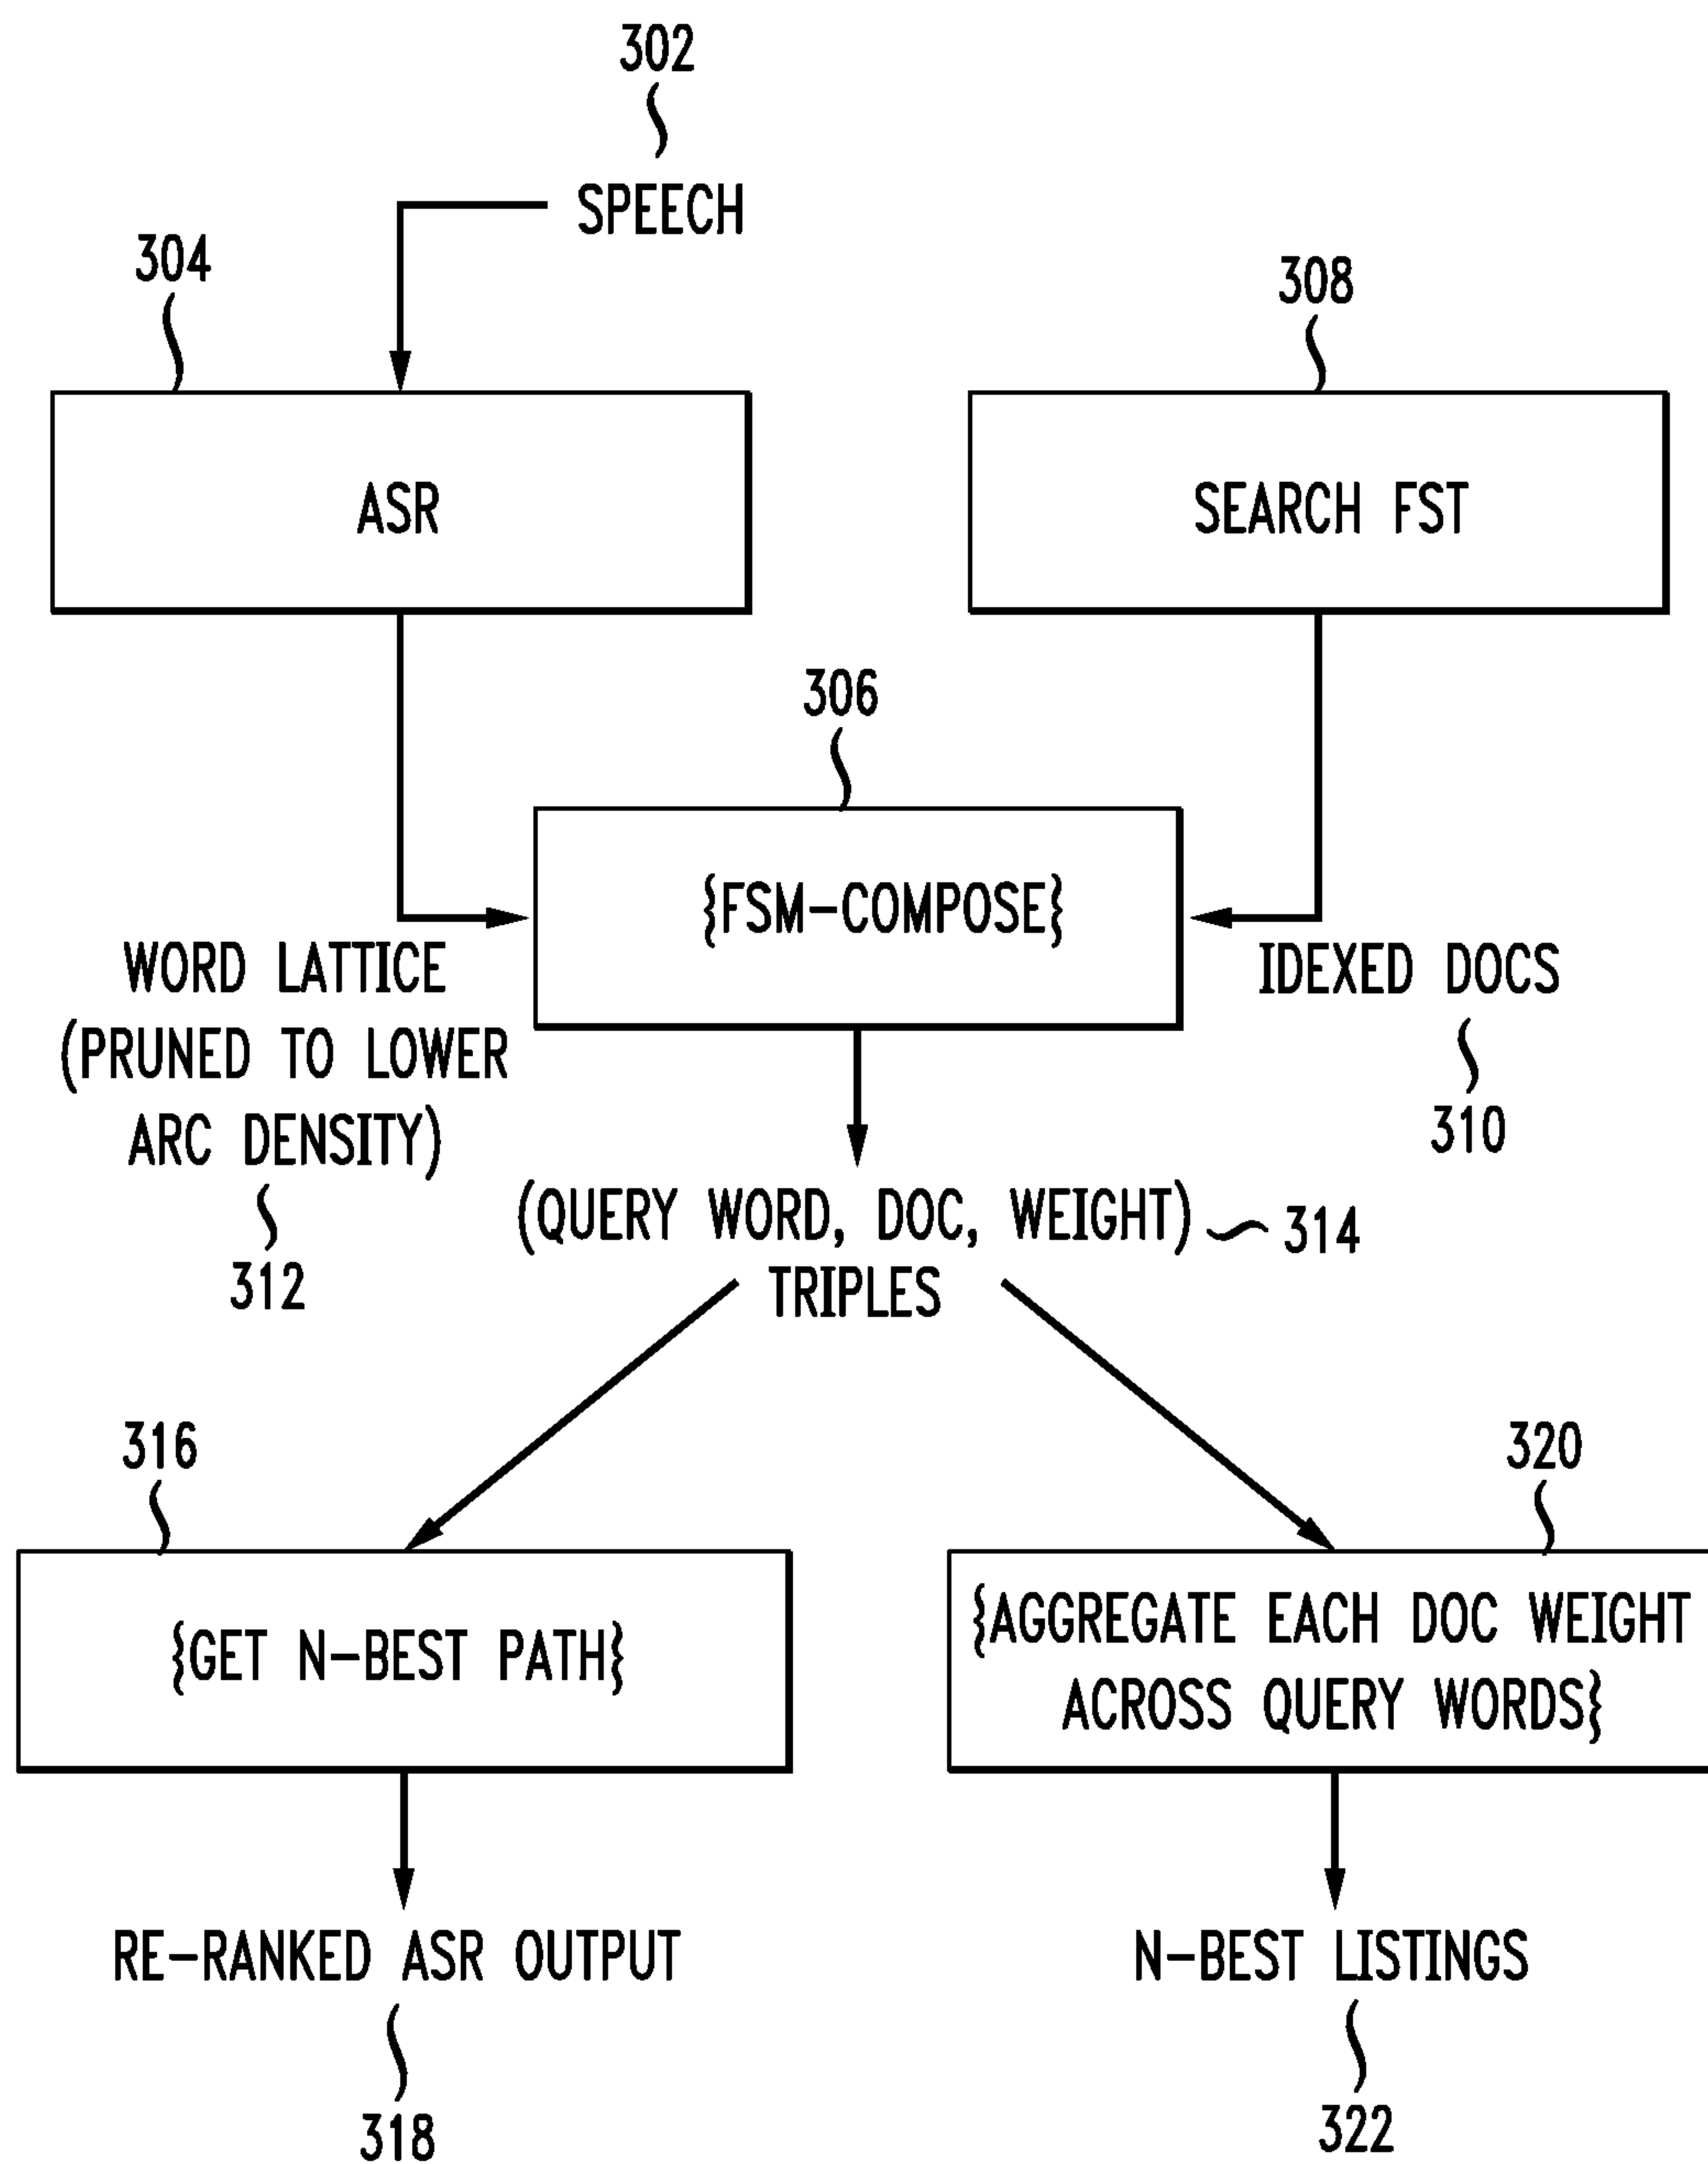 302
SPEECH
304
308
ASR
SEARCH FST
306
{FSM-COMPOSE}
WORD LATTICE
(PRUNED TO LOWER
ARC DENSITY)
312
IDEXED DOCS
310
(QUERY WORD, DOC, WEIGHT)
TRIPLES
314
316
320
{GET N-BEST PATH}
{AGGREGATE EACH DOC WEIGHT
ACROSS QUERY WORDS}
RE-RANKED ASR OUTPUT
318
N-BEST LISTINGS
322